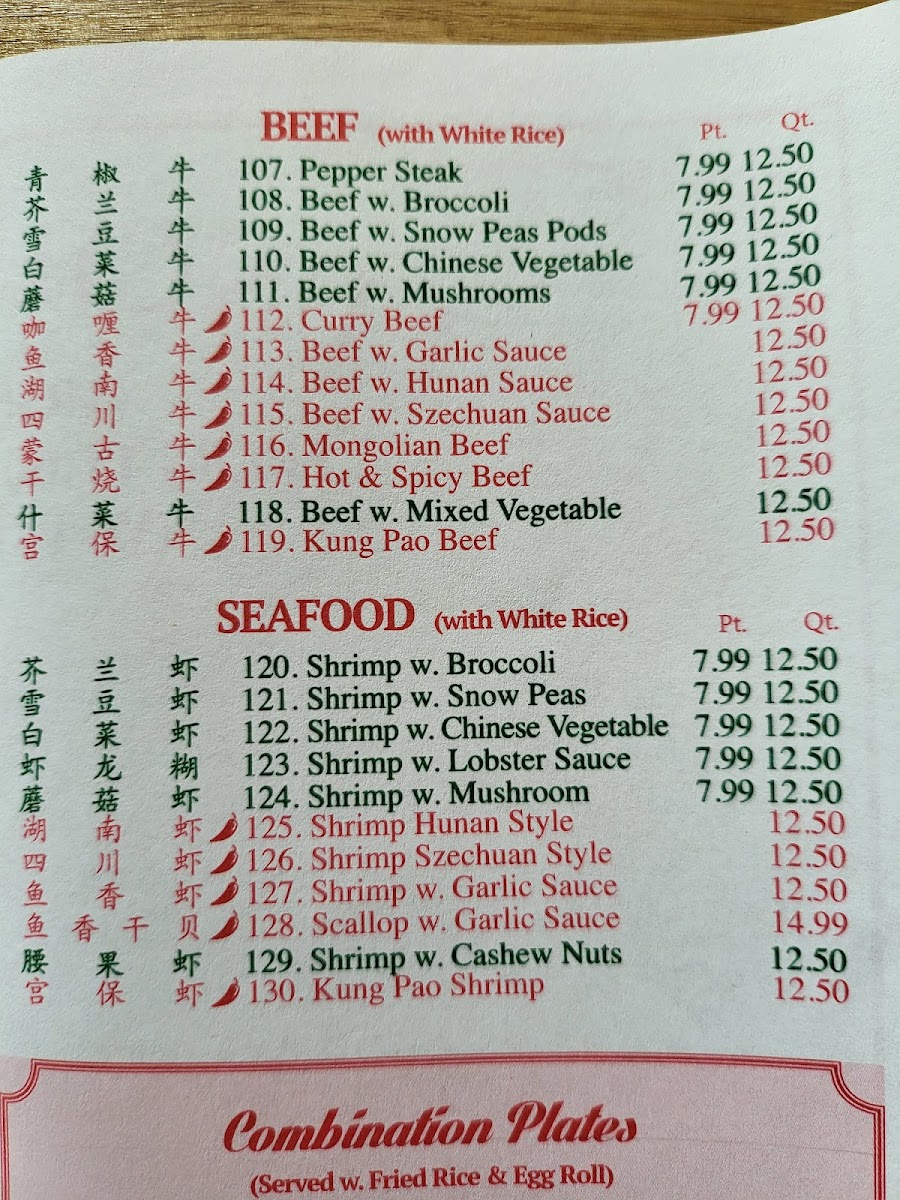 BEEF (with White Rice) Pt. Qt.
青 椒 牛 107. Pepper Steak 7.99 12.50
芥 兰 牛 108. Beef w. Broccoli 7.99 12.50
雪 豆 牛 109. Beef w. Snow Peas Pods 7.99 12.50
白 菜 牛 110. Beef w. Chinese Vegetable 7.99 12.50
蘑 菇 牛 111. Beef w. Mushrooms 7.99 12.50
咖 喱 牛 112. Curry Beef 7.99 12.50
鱼 香 牛 113. Beef w. Garlic Sauce 12.50
湖 南 牛 114. Beef w. Hunan Sauce 12.50
四 川 牛 115. Beef w. Szechuan Sauce 12.50
蒙 古 牛 116. Mongolian Beef 12.50
干 烧 牛 117. Hot & Spicy Beef 12.50
什 菜 牛 118. Beef w. Mixed Vegetable 12.50
宫 保 牛 119. Kung Pao Beef 12.50
SEAFOOD (with White Rice) Pt. Qt.
芥 兰 虾 120. Shrimp w. Broccoli 7.99 12.50
雪 豆 虾 121. Shrimp w. Snow Peas 7.99 12.50
白 菜 虾 122. Shrimp w. Chinese Vegetable 7.99 12.50
虾 龙 糊 123. Shrimp w. Lobster Sauce 7.99 12.50
蘑 菇 虾 124. Shrimp w. Mushroom 7.99 12.50
湖 南 虾 125. Shrimp Hunan Style 12.50
四 川 虾 126. Shrimp Szechuan Style 12.50
鱼 香 虾 127. Shrimp w. Garlic Sauce 12.50
鱼 香 干 贝 128. Scallop w. Garlic Sauce 14.99
腰 果 虾 129. Shrimp w. Cashew Nuts 12.50
宫 保 虾 130. Kung Pao Shrimp 12.50
Combination Plates
(Served w. Fried Rice & Egg Roll)